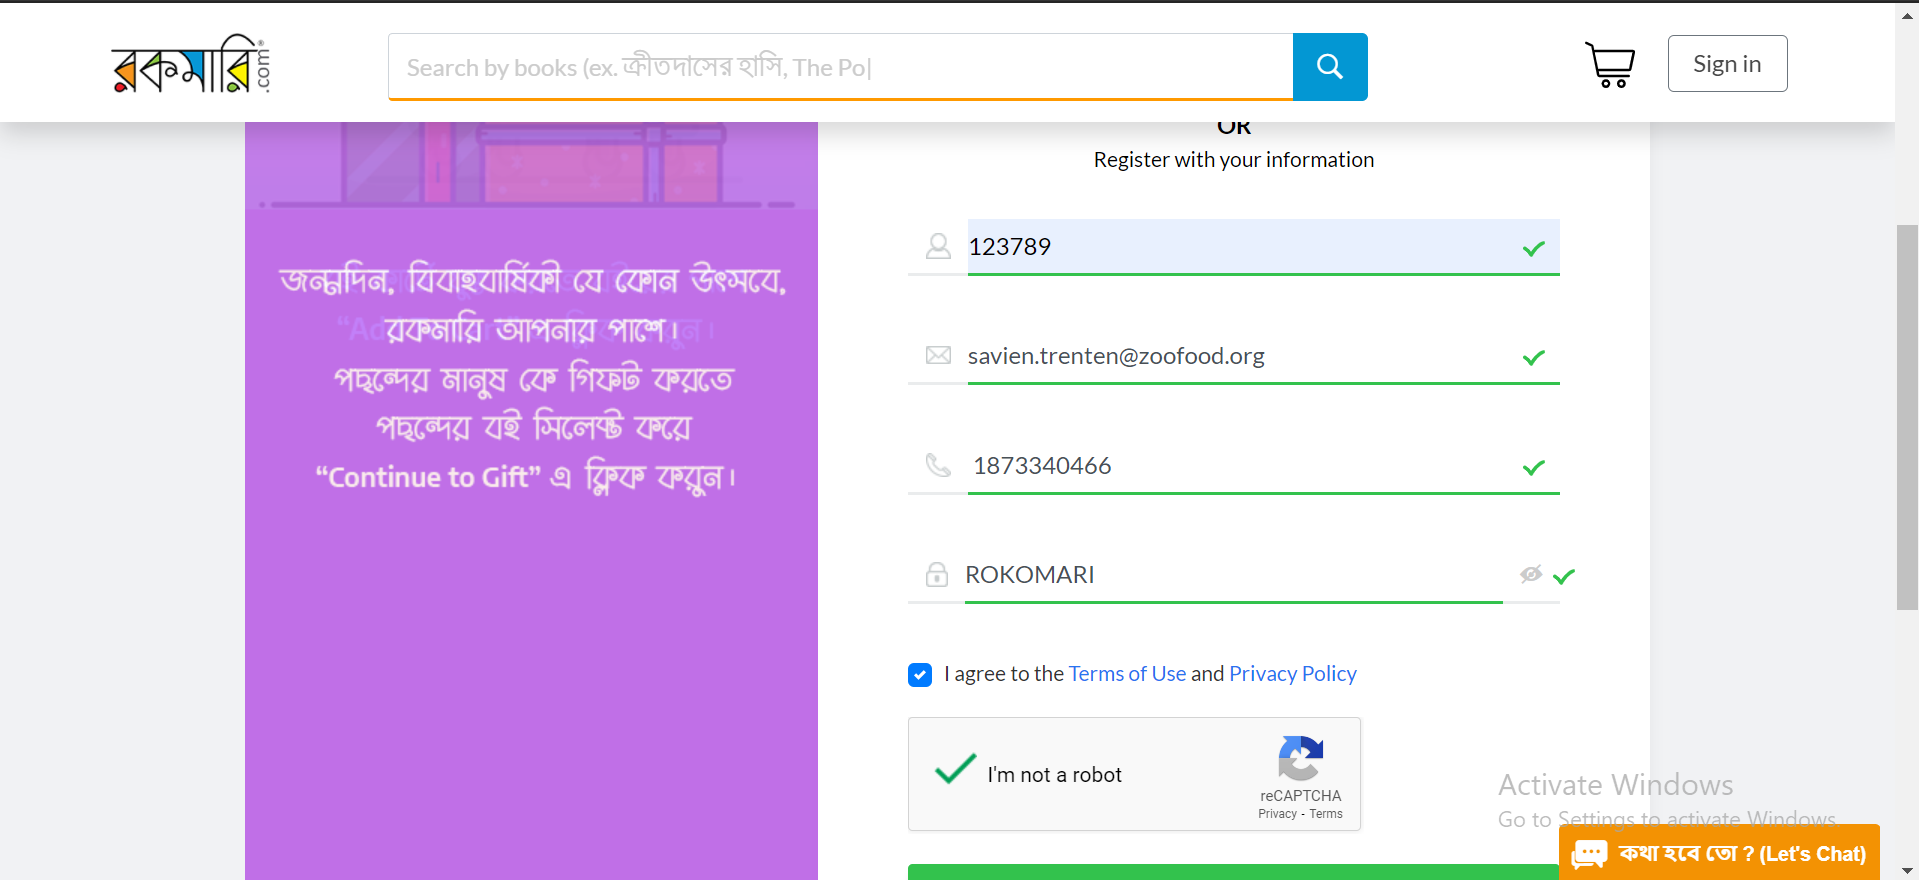 রকমারি.com
Search by books (ex. ক্রীতদাসের হাসি, The Po|
Sign in
জন্মদিন, বিবাহবার্ষিকী যে কোন উৎসবে,
রকমারি আপনার পাশে।
পছন্দের মানুষ কে গিফট করতে
পছন্দের বই সিলেক্ট করে
“Continue to Gift” এ ক্লিক করুন।
OR
Register with your information
123789
savien.trenten@zoofood.org
1873340466
ROKOMARI
I agree to the Terms of Use and Privacy Policy
I'm not a robot
reCAPTCHA
Privacy - Terms
Activate Windows
Go to Settings to activate Windows.
কথা হবে তো ? (Let's Chat)